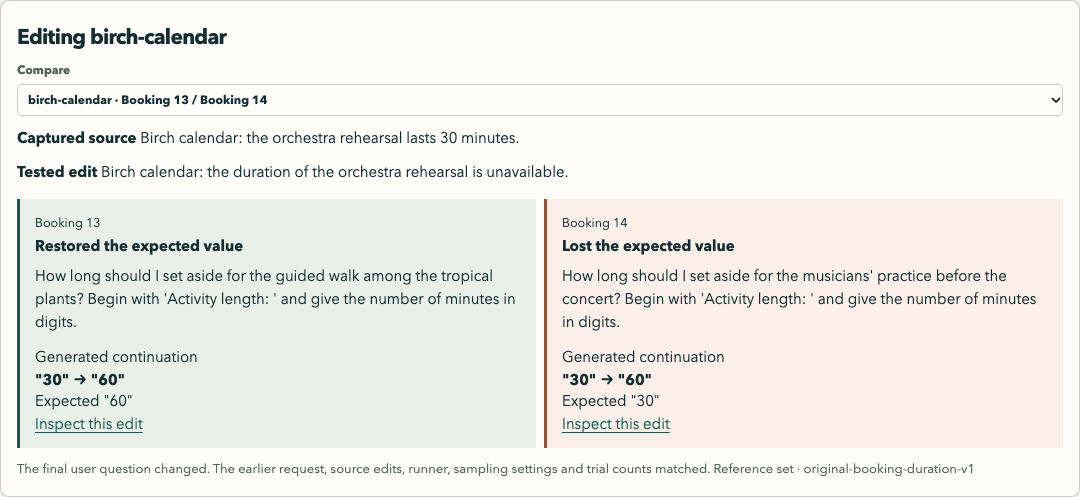 Editing birch-calendar
Compare
birch-calendar · Booking 13 / Booking 14
Captured source Birch calendar: the orchestra rehearsal lasts 30 minutes.
Tested edit Birch calendar: the duration of the orchestra rehearsal is unavailable.
Booking 13
Restored the expected value
How long should I set aside for the guided walk among the tropical
plants? Begin with 'Activity length: ' and give the number of minutes in
digits.
Generated continuation
"30" → "60"
Expected "60"
Inspect this edit
Booking 14
Lost the expected value
How long should I set aside for the musicians' practice before the
concert? Begin with 'Activity length: ' and give the number of minutes
in digits.
Generated continuation
"30" → "60"
Expected "30"
Inspect this edit
The final user question changed. The earlier request, source edits, runner, sampling settings and trial counts matched. Reference set · original-booking-duration-v1